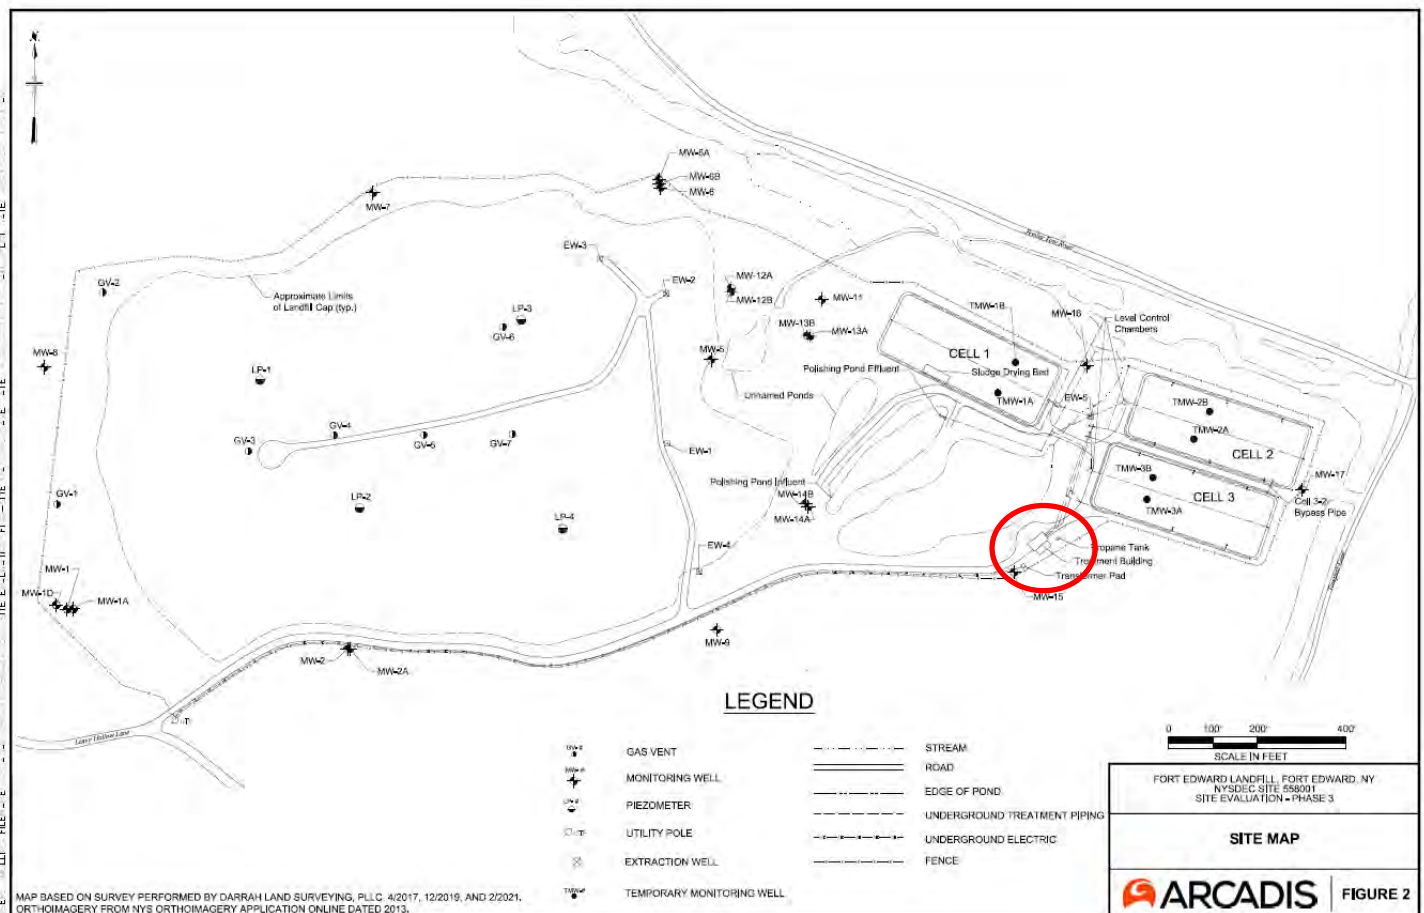 N
MW-6A
MW-6B
MW-6
MW-7
EW-3
GV-2
Approximate Limits
of Landfill Cap (typ.)
EW-2
MW-12A
MW-12B
MW-11
LP-3
GV-6
MW-13B
MW-13A
TMW-1B
MW-16
Level Control
Chambers
MW-8
MW-5
CELL 1
LP-1
Polishing Pond Effluent
Sludge Drying Bed
Unnamed Ponds
TMW-1A
EW-5
TMW-2B
GV-3
GV-4
GV-5
GV-7
EW-1
TMW-2A
CELL 2
TMW-3B
MW-17
GV-1
LP-2
Polishing Pond Influent
MW-14B
MW-14A
CELL 3
TMW-3A
Cell 3-2
Bypass Pipe
LP-4
EW-4
Propane Tank
Treatment Building
Transformer Pad
MW-1
MW-1D
MW-1A
MW-15
MW-9
MW-2
MW-2A
Leavy Hollow Lane
LEGEND
GV-2
GAS VENT
MONITORING WELL
PIEZOMETER
UTILITY POLE
EXTRACTION WELL
TEMPORARY MONITORING WELL
STREAM
ROAD
EDGE OF POND
UNDERGROUND TREATMENT PIPING
UNDERGROUND ELECTRIC
FENCE
0 100' 200' 400'
SCALE IN FEET
FORT EDWARD LANDFILL, FORT EDWARD, NY
NYSDEC SITE 558001
SITE EVALUATION - PHASE 3
SITE MAP
ARCADIS
FIGURE 2
MAP BASED ON SURVEY PERFORMED BY DARRAH LAND SURVEYING, PLLC 4/2017, 12/2019, AND 2/2021.
ORTHOIMAGERY FROM NYS ORTHOIMAGERY APPLICATION ONLINE DATED 2013.